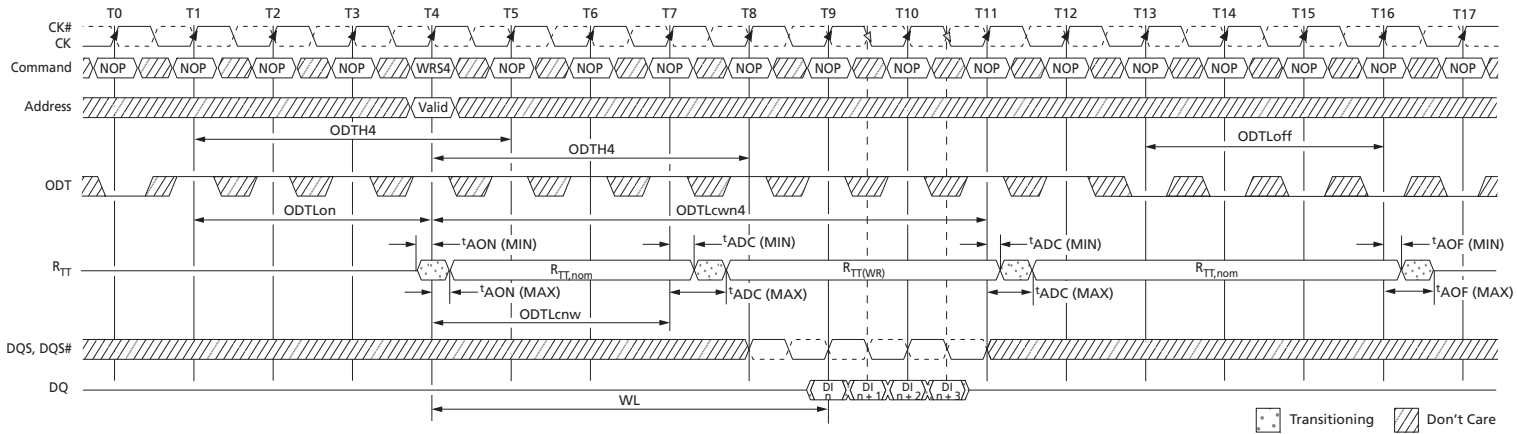 T0 T1 T2 T3 T4 T5 T6 T7 T8 T9 T10 T11 T12 T13 T14 T15 T16 T17
CK#
CK
Command NOP NOP NOP NOP WRS4 NOP NOP NOP NOP NOP NOP NOP NOP NOP NOP NOP NOP NOP
Address Valid
ODTH4 ODTLoff
ODTH4
ODT
ODTLon ODTLcwn4
tAON (MIN) tADC (MIN) tADC (MIN) tAOF (MIN)
RTT RTT,nom RTT(WR) RTT,nom
tAON (MAX) tADC (MAX) tADC (MAX) tAOF (MAX)
ODTLcnw
DQS, DQS#
DQ DI n DI n + 1 DI n + 2 DI n + 3
WL
Transitioning Don't Care